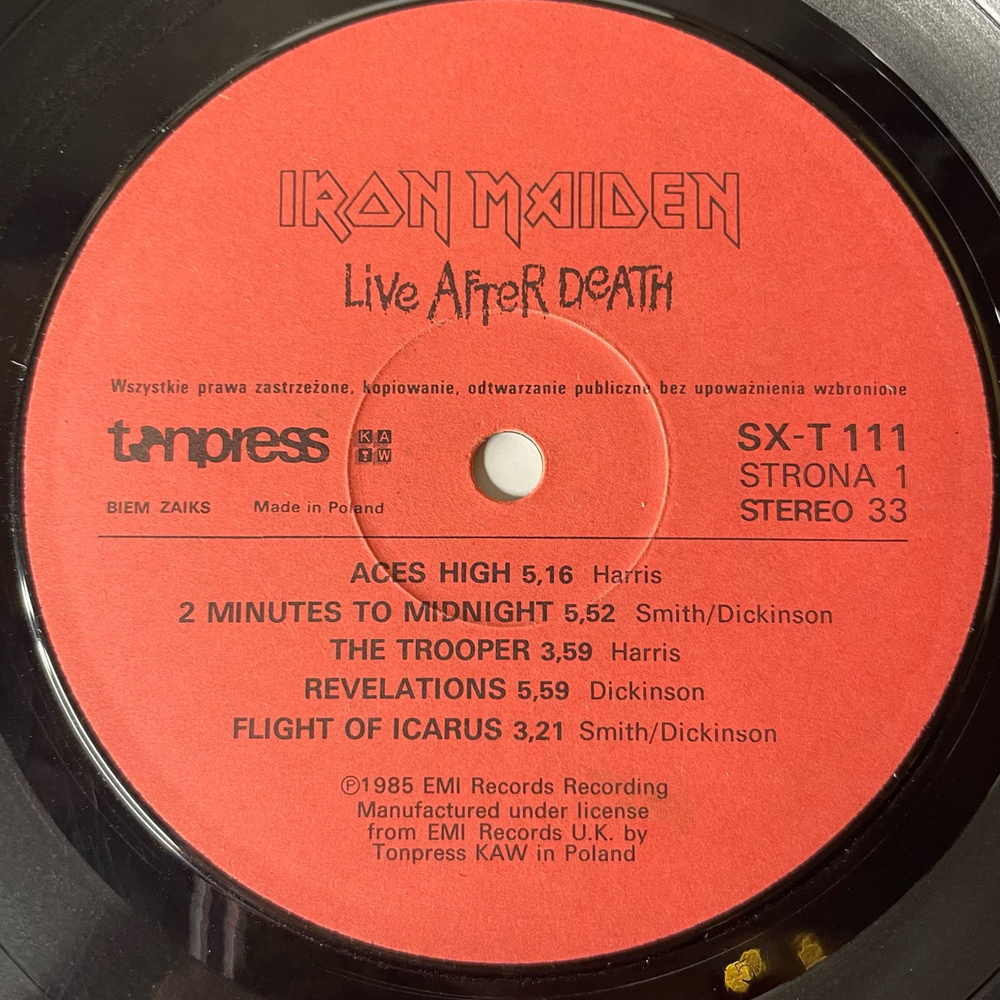 IRON MAIDEN
LIVE AFTER DEATH
Wszystkie prawa zastrzeżone, kopiowanie, odtwarzanie publiczne bez upoważnienia wzbronione
tonpress KAW SX-T 111
STRONA 1
BIEM ZAIKS Made in Poland STEREO 33
ACES HIGH 5,16 Harris
2 MINUTES TO MIDNIGHT 5,52 Smith/Dickinson
THE TROOPER 3,59 Harris
REVELATIONS 5,59 Dickinson
FLIGHT OF ICARUS 3,21 Smith/Dickinson
Ⓟ1985 EMI Records Recording
Manufactured under license
from EMI Records U.K. by
Tonpress KAW in Poland